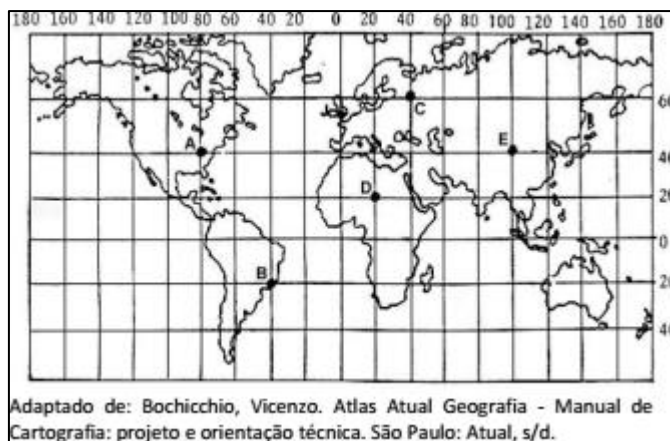 180 160 140 120 100 80 60 40 20 0 20 40 60 80 100 120 140 160 180
60
C
A
E
40
D
20
0
B
20
40
Adaptado de: Bochicchio, Vicenzo. Atlas Atual Geografia - Manual de
Cartografia: projeto e orientação técnica. São Paulo: Atual, s/d.